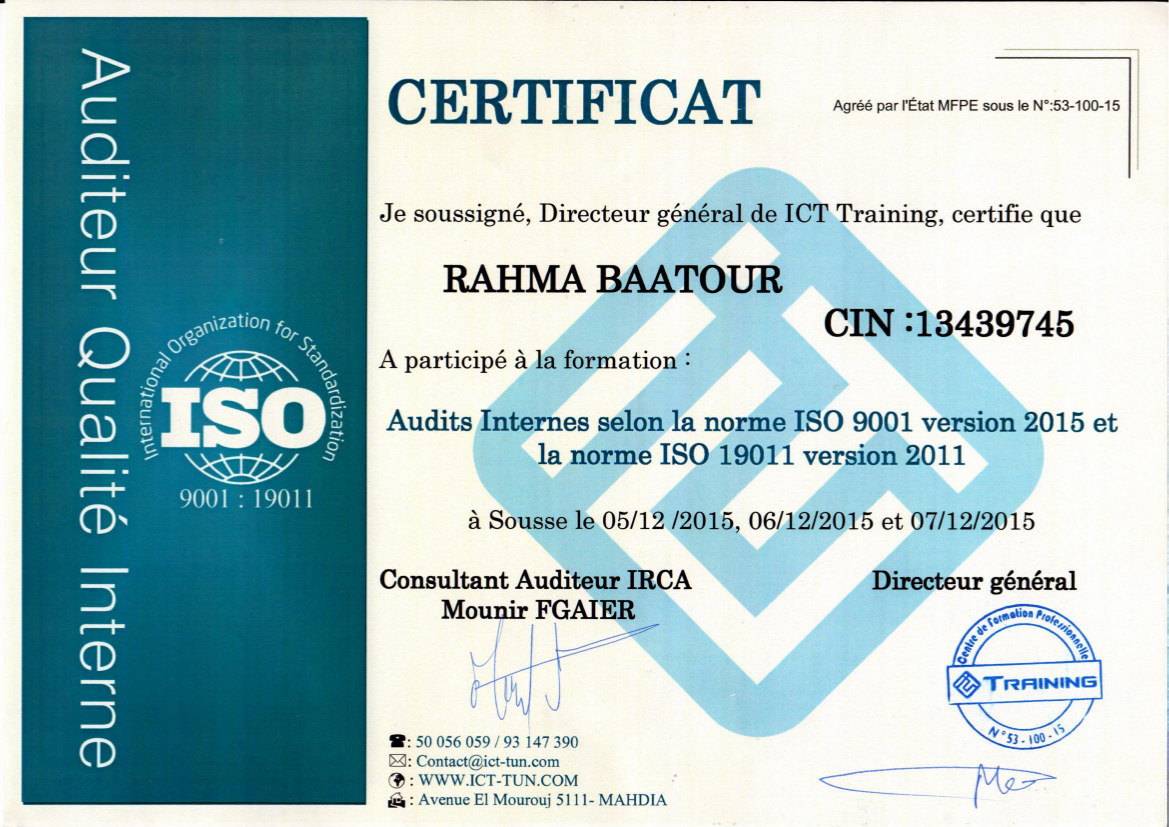 Auditeur Qualité Interne
International Organization for Standardization
ISO
9001 : 19011
CERTIFICAT
Agréé par l'État MFPE sous le N°:53-100-15
Je soussigné, Directeur général de ICT Training, certifie que
RAHMA BAATOUR
CIN :13439745
A participé à la formation :
Audits Internes selon la norme ISO 9001 version 2015 et
la norme ISO 19011 version 2011
à Sousse le 05/12 /2015, 06/12/2015 et 07/12/2015
Consultant Auditeur IRCA
Mounir FGAIER
Directeur général
Centre de Formation Professionnelle
TRAINING
N° 53 - 100 - 15
: 50 056 059 / 93 147 390
: Contact@ict-tun.com
: WWW.ICT-TUN.COM
: Avenue El Mourouj 5111- MAHDIA